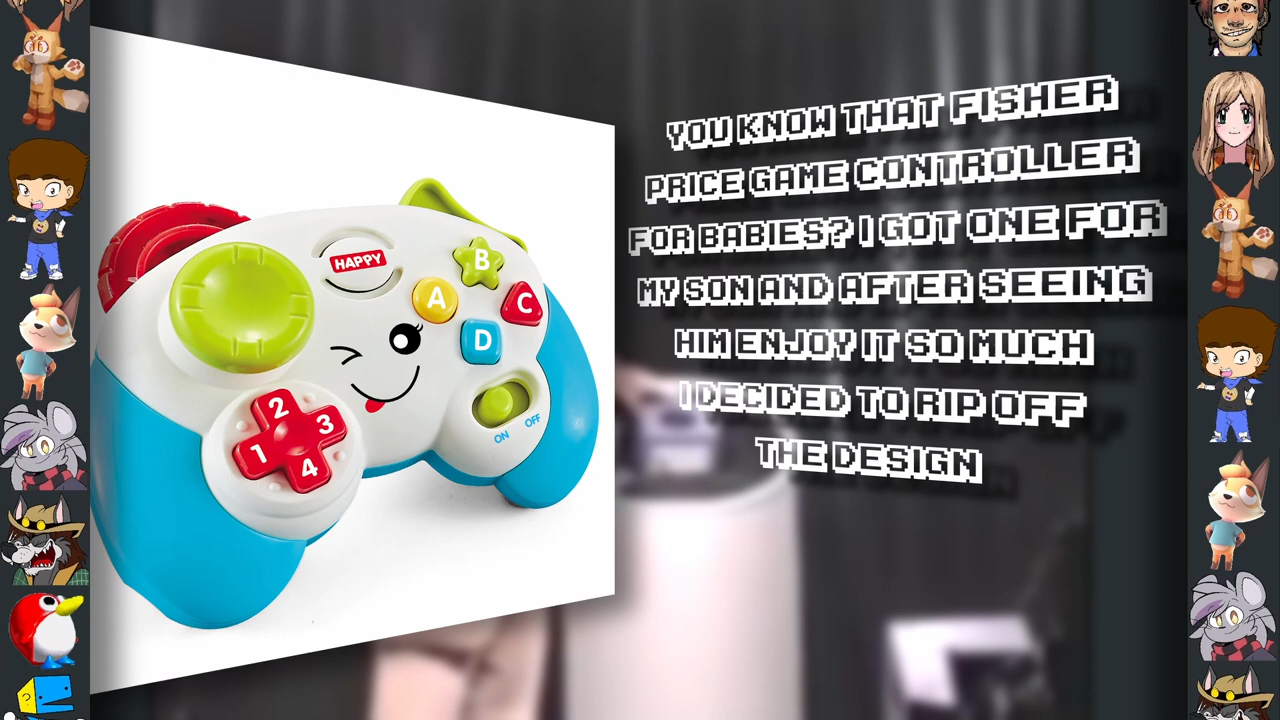 YOU KNOW THAT FISHER
PRICE GAME CONTROLLER
FOR BABIES? I GOT ONE FOR
MY SON AND AFTER SEEING
HIM ENJOY IT SO MUCH
I DECIDED TO RIP OFF
THE DESIGN
HAPPY
A
B
C
D
ON OFF
1
2
3
4
?